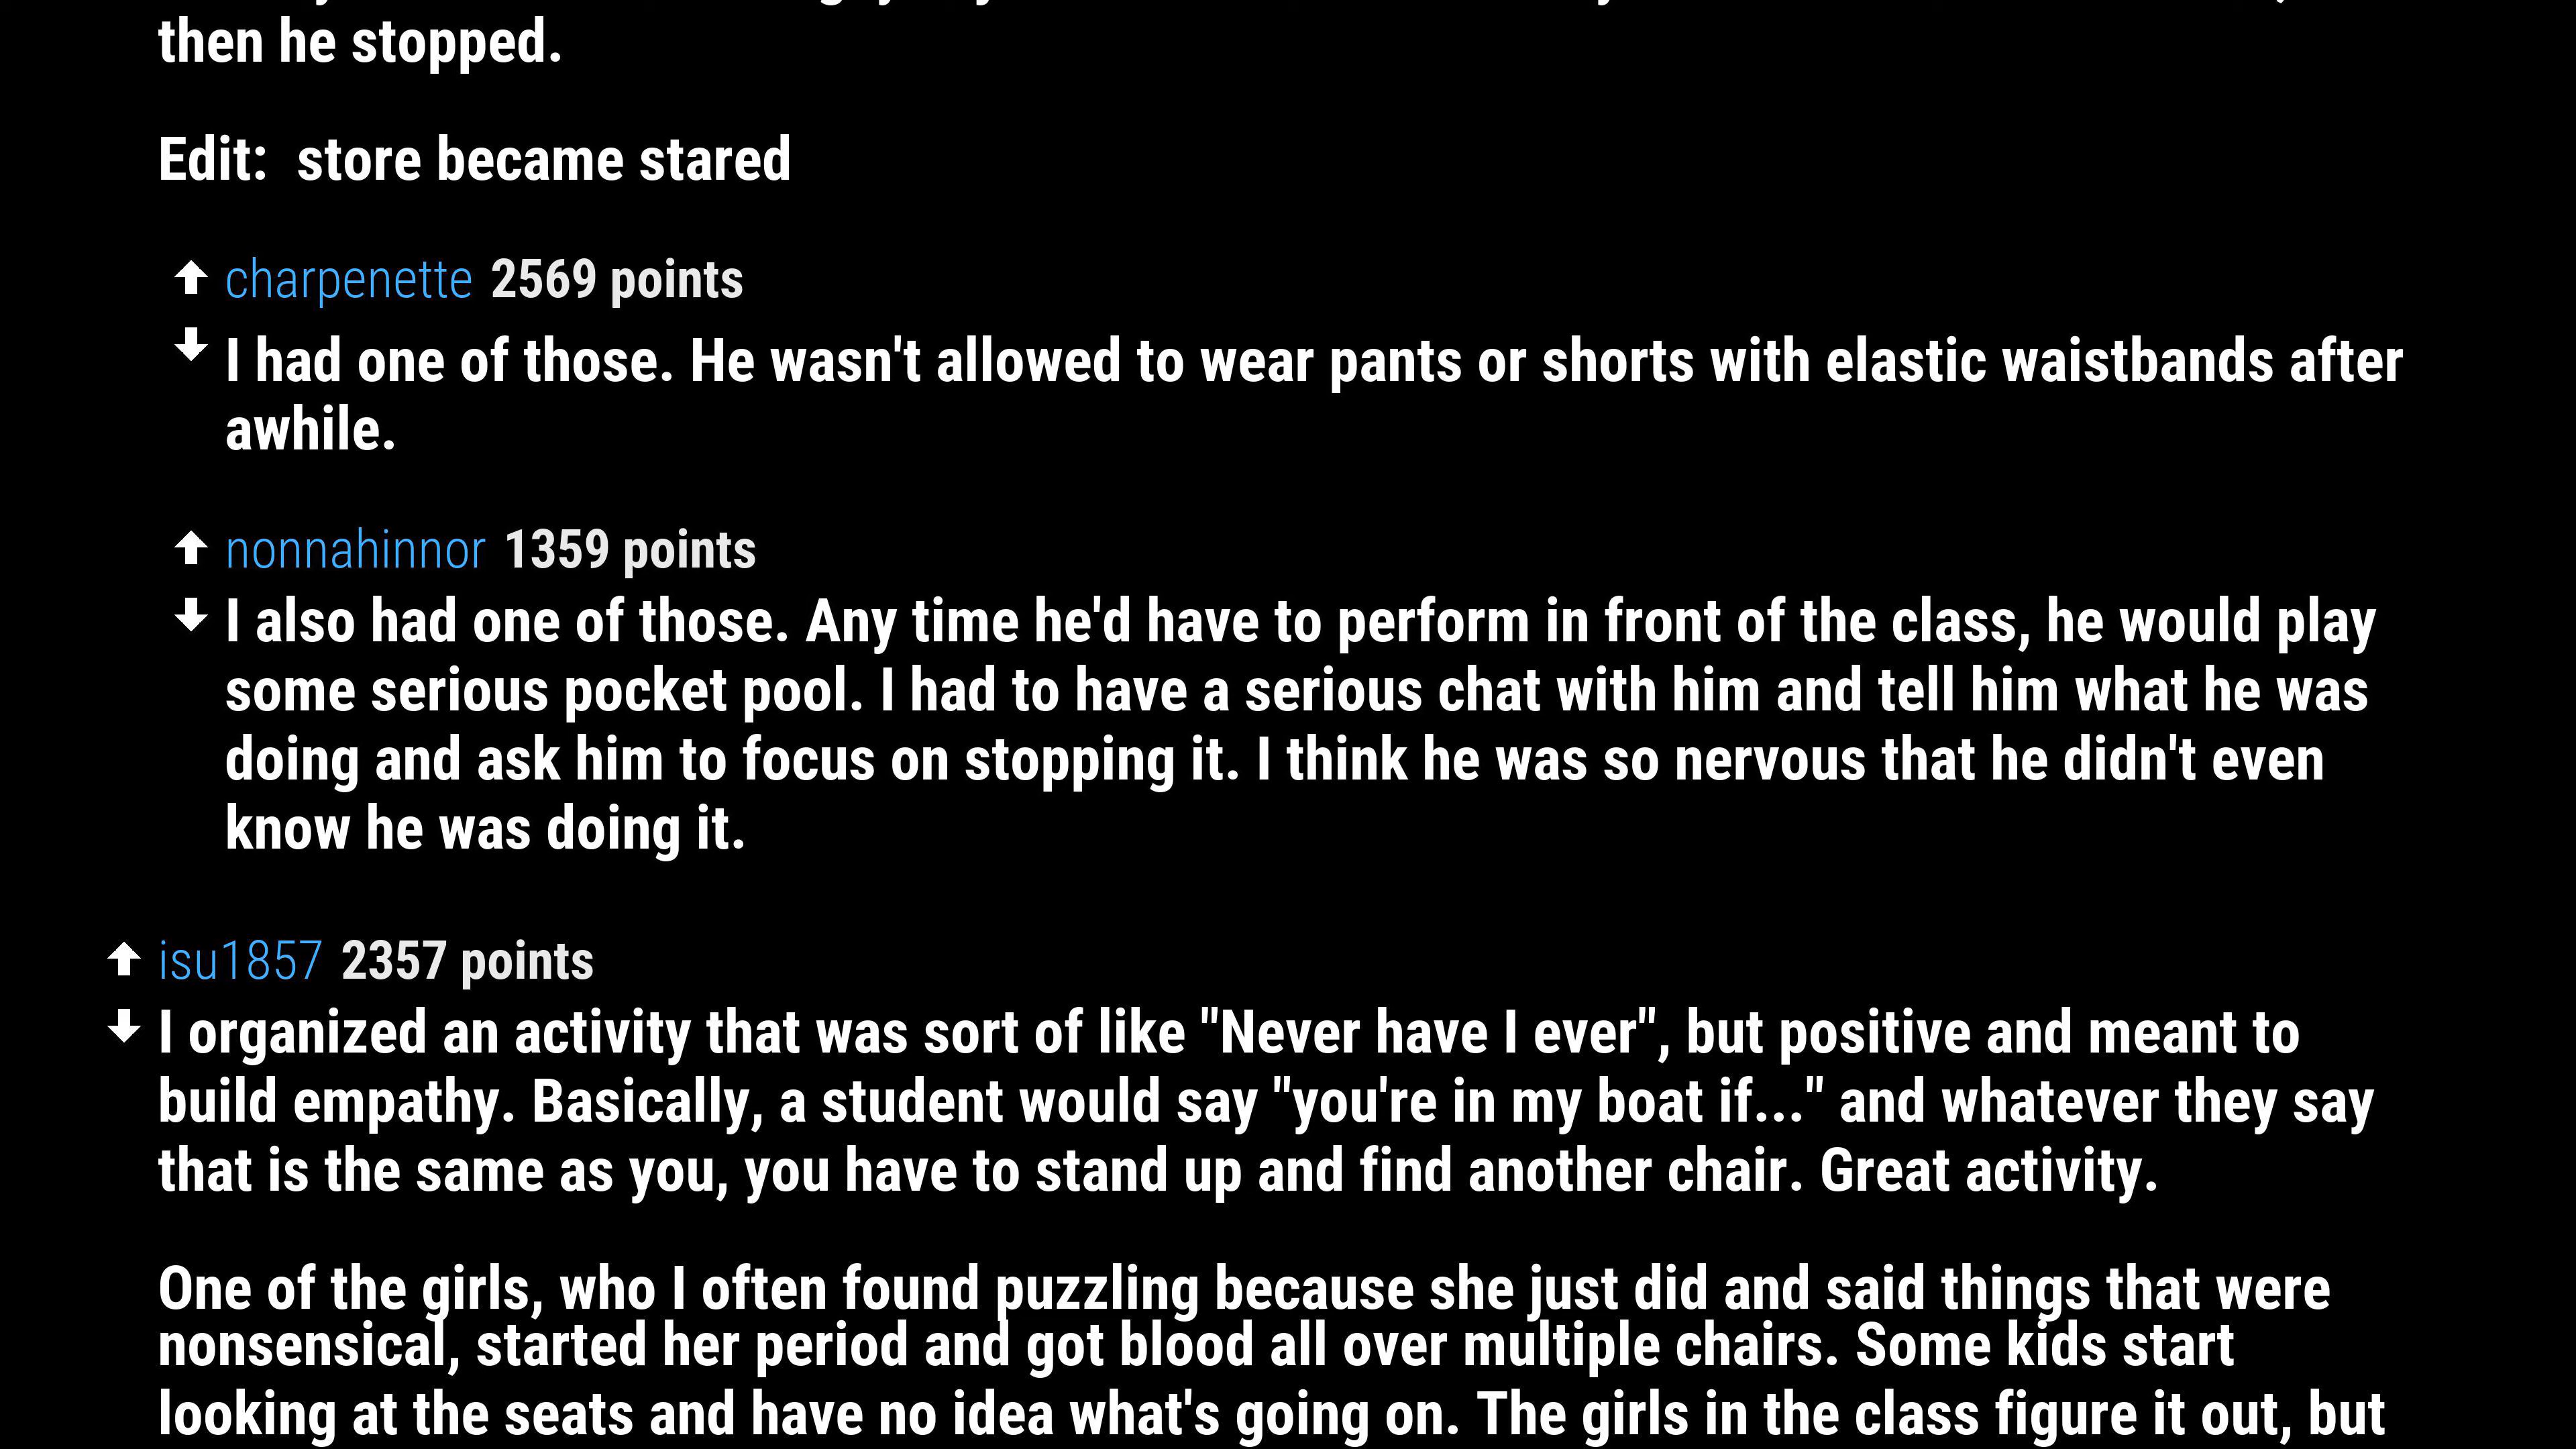 then he stopped.
Edit:  store became stared
charpenette 2569 points
I had one of those. He wasn't allowed to wear pants or shorts with elastic waistbands after
awhile.
nonnahinnor 1359 points
I also had one of those. Any time he'd have to perform in front of the class, he would play
some serious pocket pool. I had to have a serious chat with him and tell him what he was
doing and ask him to focus on stopping it. I think he was so nervous that he didn't even
know he was doing it.
isu1857 2357 points
I organized an activity that was sort of like "Never have I ever", but positive and meant to
build empathy. Basically, a student would say "you're in my boat if..." and whatever they say
that is the same as you, you have to stand up and find another chair. Great activity.
One of the girls, who I often found puzzling because she just did and said things that were
nonsensical, started her period and got blood all over multiple chairs. Some kids start
looking at the seats and have no idea what's going on. The girls in the class figure it out, but